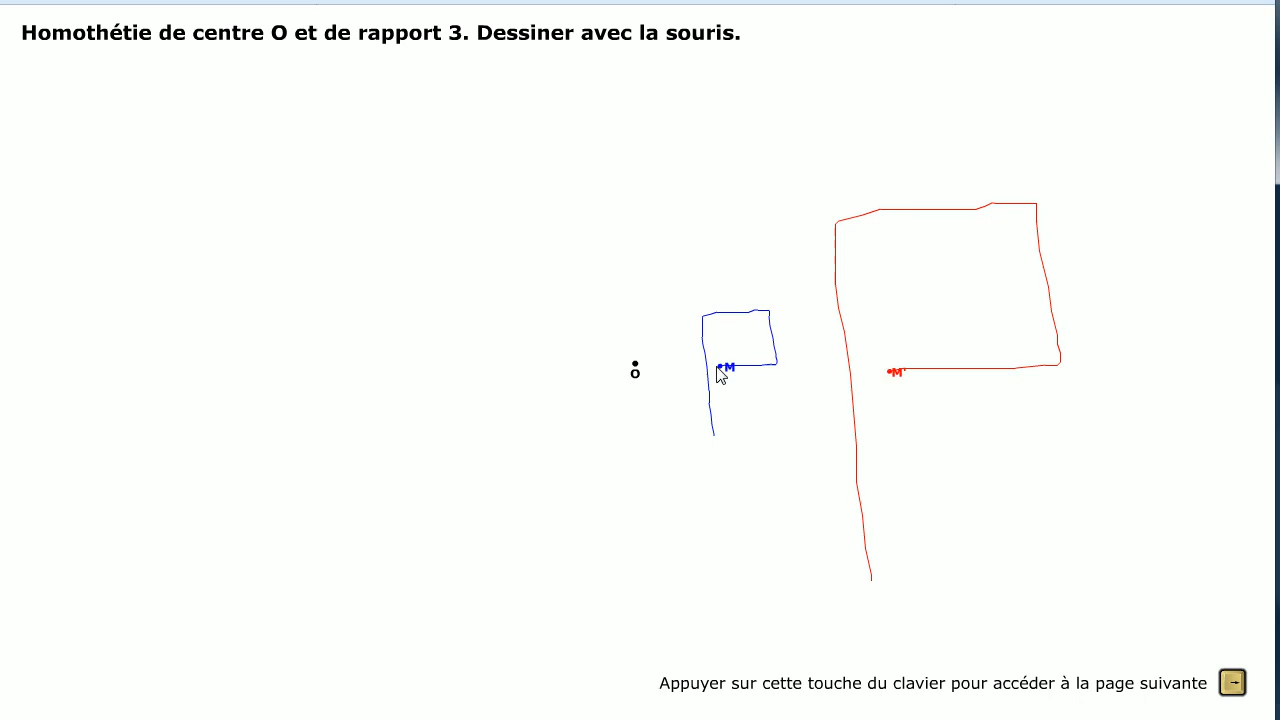 Homothétie de centre O et de rapport 3. Dessiner avec la souris.
O
M
M'
Appuyer sur cette touche du clavier pour accéder à la page suivante →